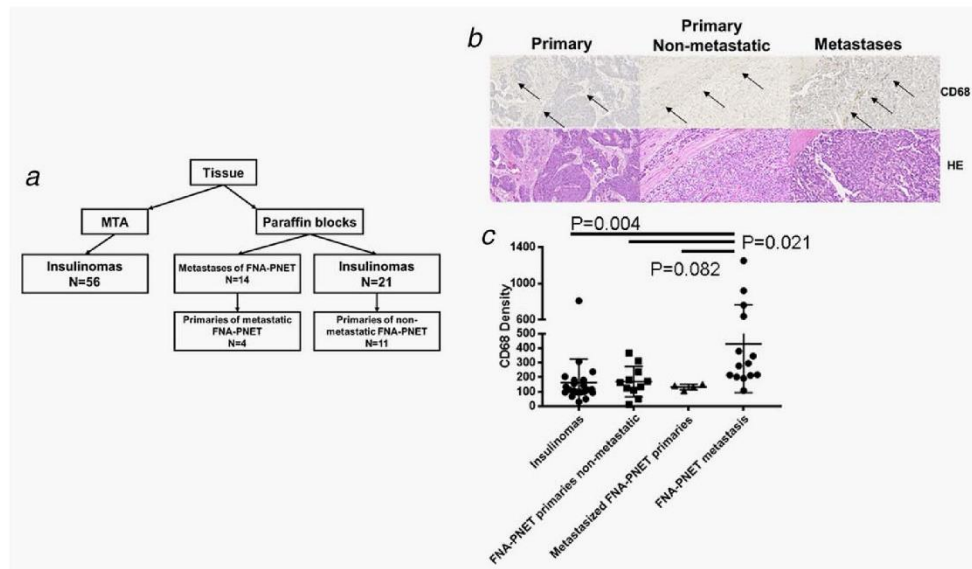 a
Tissue
MTA
Paraffin blocks
Insulinomas
N=56
Metastases of FNA-PNET
N=14
Insulinomas
N=21
Primaries of metastatic
FNA-PNET
N=4
Primaries of non-
metastatic FNA-PNET
N=11
b
Primary
Primary
Non-metastatic
Metastases
CD68
HE
c
P=0.004
P=0.021
P=0.082
CD68 Density
1400
1000
600
500
400
300
200
100
0
Insulinomas
FNA-PNET primaries non-metastatic
Metastasized FNA-PNET primaries
FNA-PNET metastasis